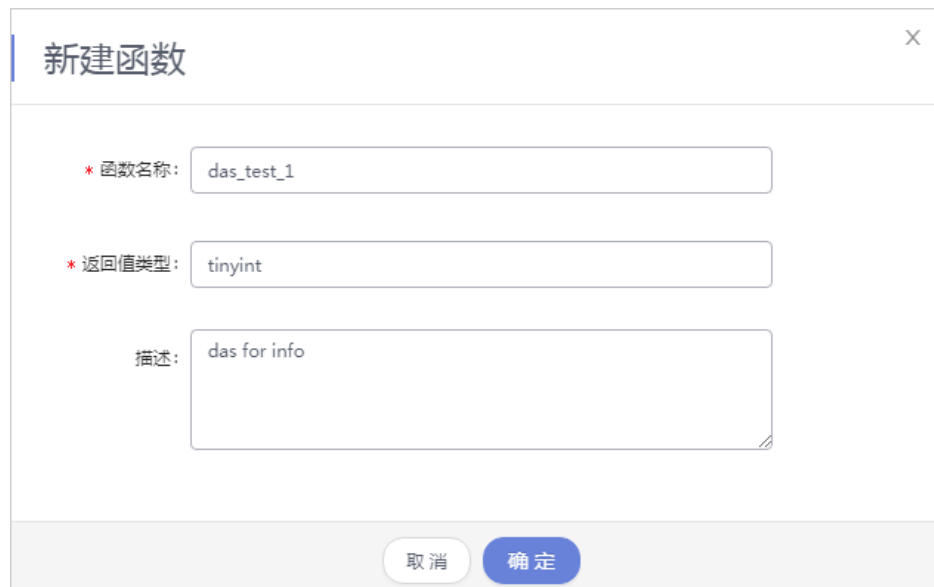 新建函数
X
* 函数名称: das_test_1
* 返回值类型: tinyint
描述: das for info
取消 确定